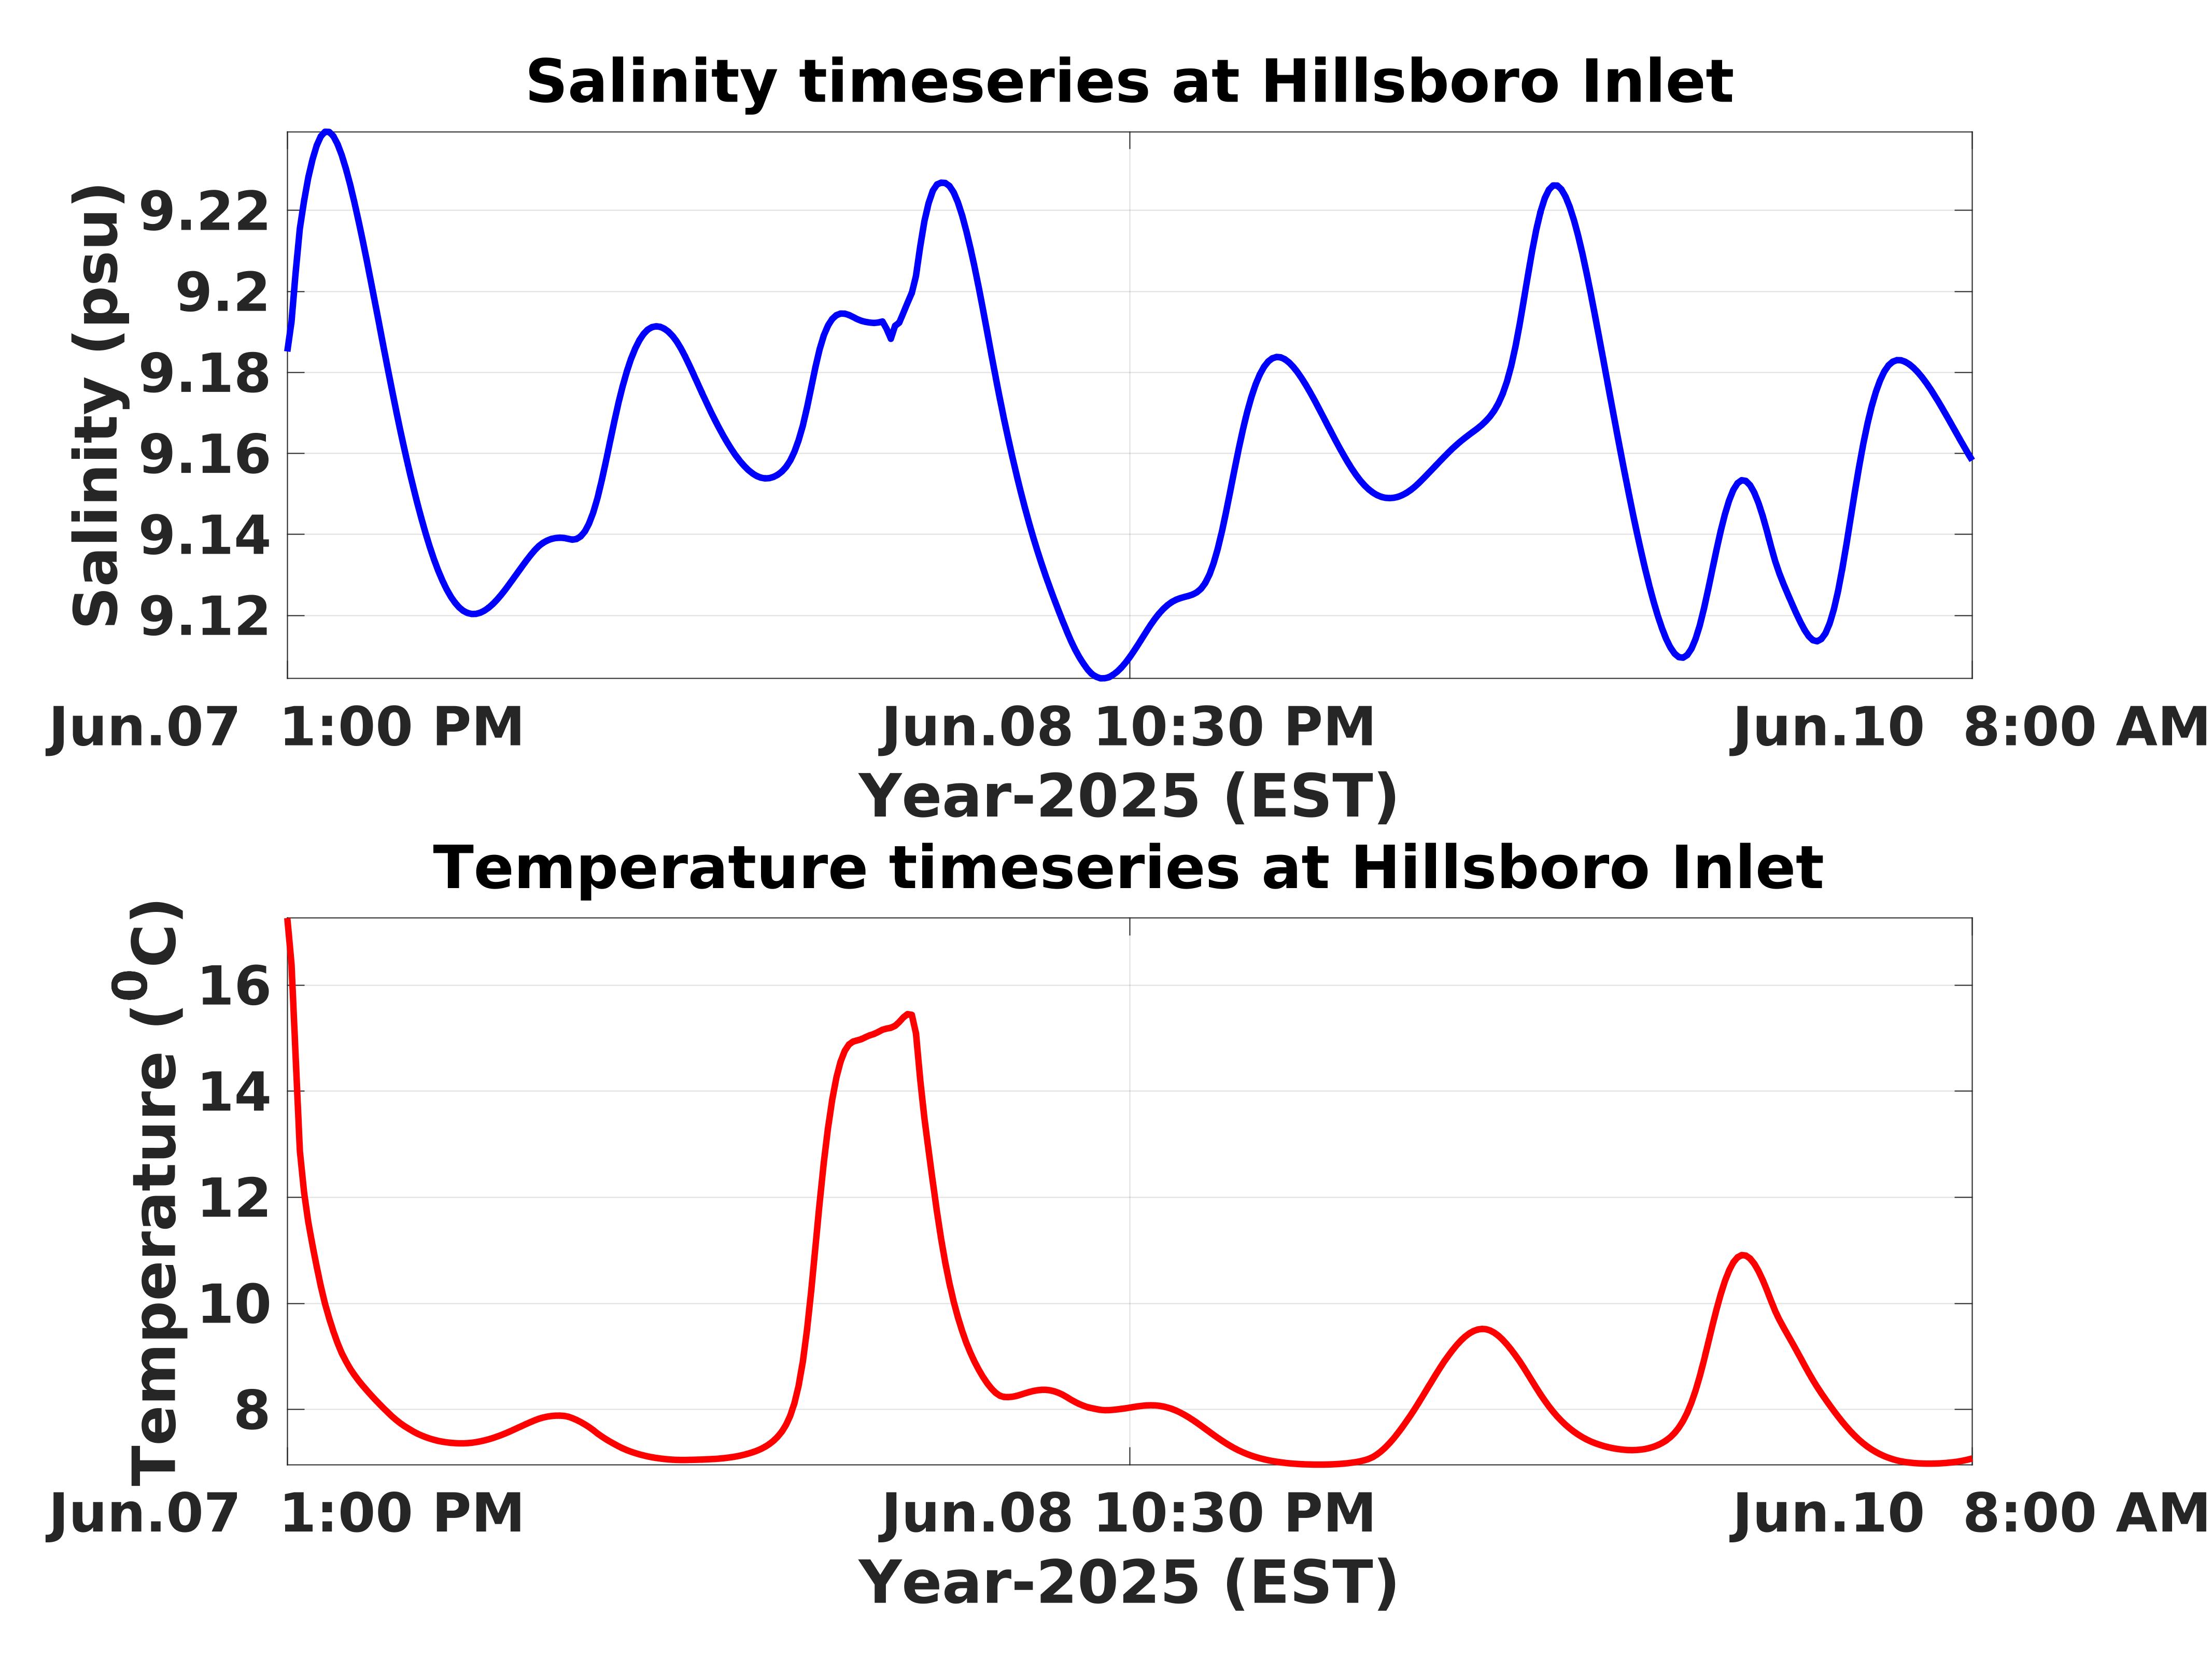 Salinity timeseries at Hillsboro Inlet
Salinity (psu)
9.22
9.2
9.18
9.16
9.14
9.12
Jun.07 1:00 PM Jun.08 10:30 PM Jun.10 8:00 AM
Year-2025 (EST)
Temperature timeseries at Hillsboro Inlet
Temperature (⁰C)
16
14
12
10
8
Jun.07 1:00 PM Jun.08 10:30 PM Jun.10 8:00 AM
Year-2025 (EST)